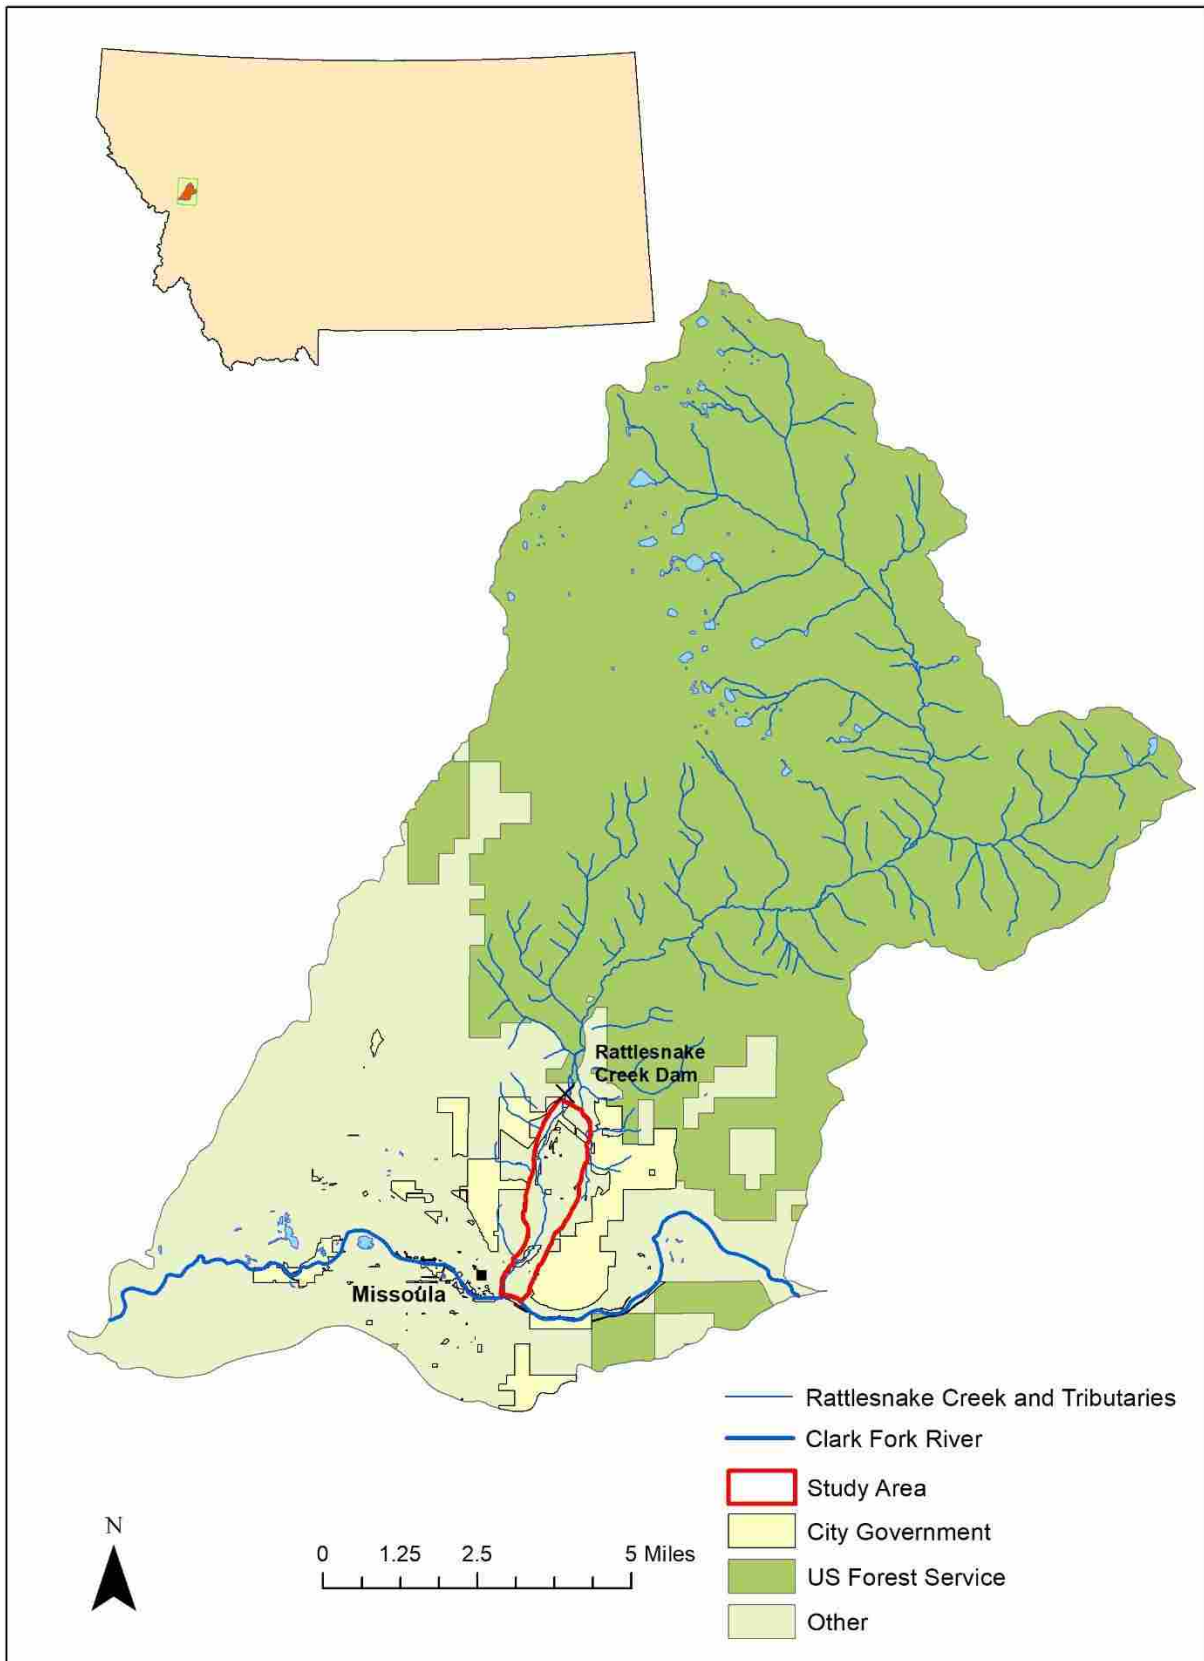 Rattlesnake
Creek Dam
Missoula
Rattlesnake Creek and Tributaries
Clark Fork River
Study Area
City Government
US Forest Service
Other
N
0 1.25 2.5 5 Miles